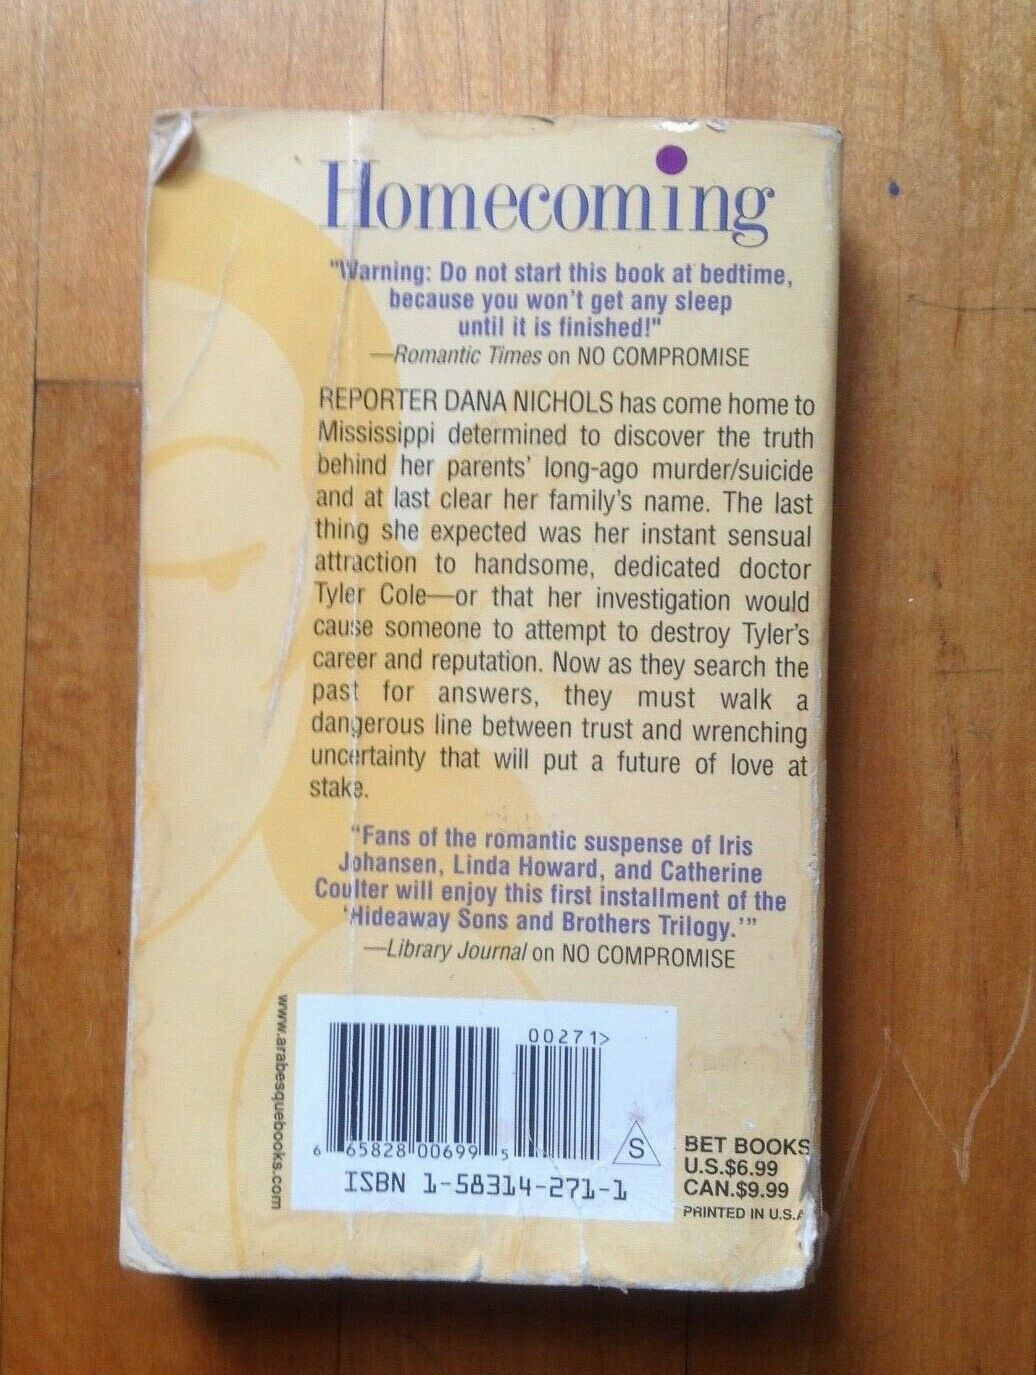 Homecoming
"Warning: Do not start this book at bedtime,
because you won't get any sleep
until it is finished!"
—Romantic Times on NO COMPROMISE
REPORTER DANA NICHOLS has come home to
Mississippi determined to discover the truth
behind her parents' long-ago murder/suicide
and at last clear her family's name. The last
thing she expected was her instant sensual
attraction to handsome, dedicated doctor
Tyler Cole—or that her investigation would
cause someone to attempt to destroy Tyler's
career and reputation. Now as they search the
past for answers, they must walk a
dangerous line between trust and wrenching
uncertainty that will put a future of love at
stake.
"Fans of the romantic suspense of Iris
Johansen, Linda Howard, and Catherine
Coulter will enjoy this first installment of the
'Hideaway Sons and Brothers Trilogy.'"
—Library Journal on NO COMPROMISE
www.arabesquebooks.com
00271>
6 65828 00699 5
S
ISBN 1-58314-271-1
BET BOOKS
U.S.$6.99
CAN.$9.99
PRINTED IN U.S.A